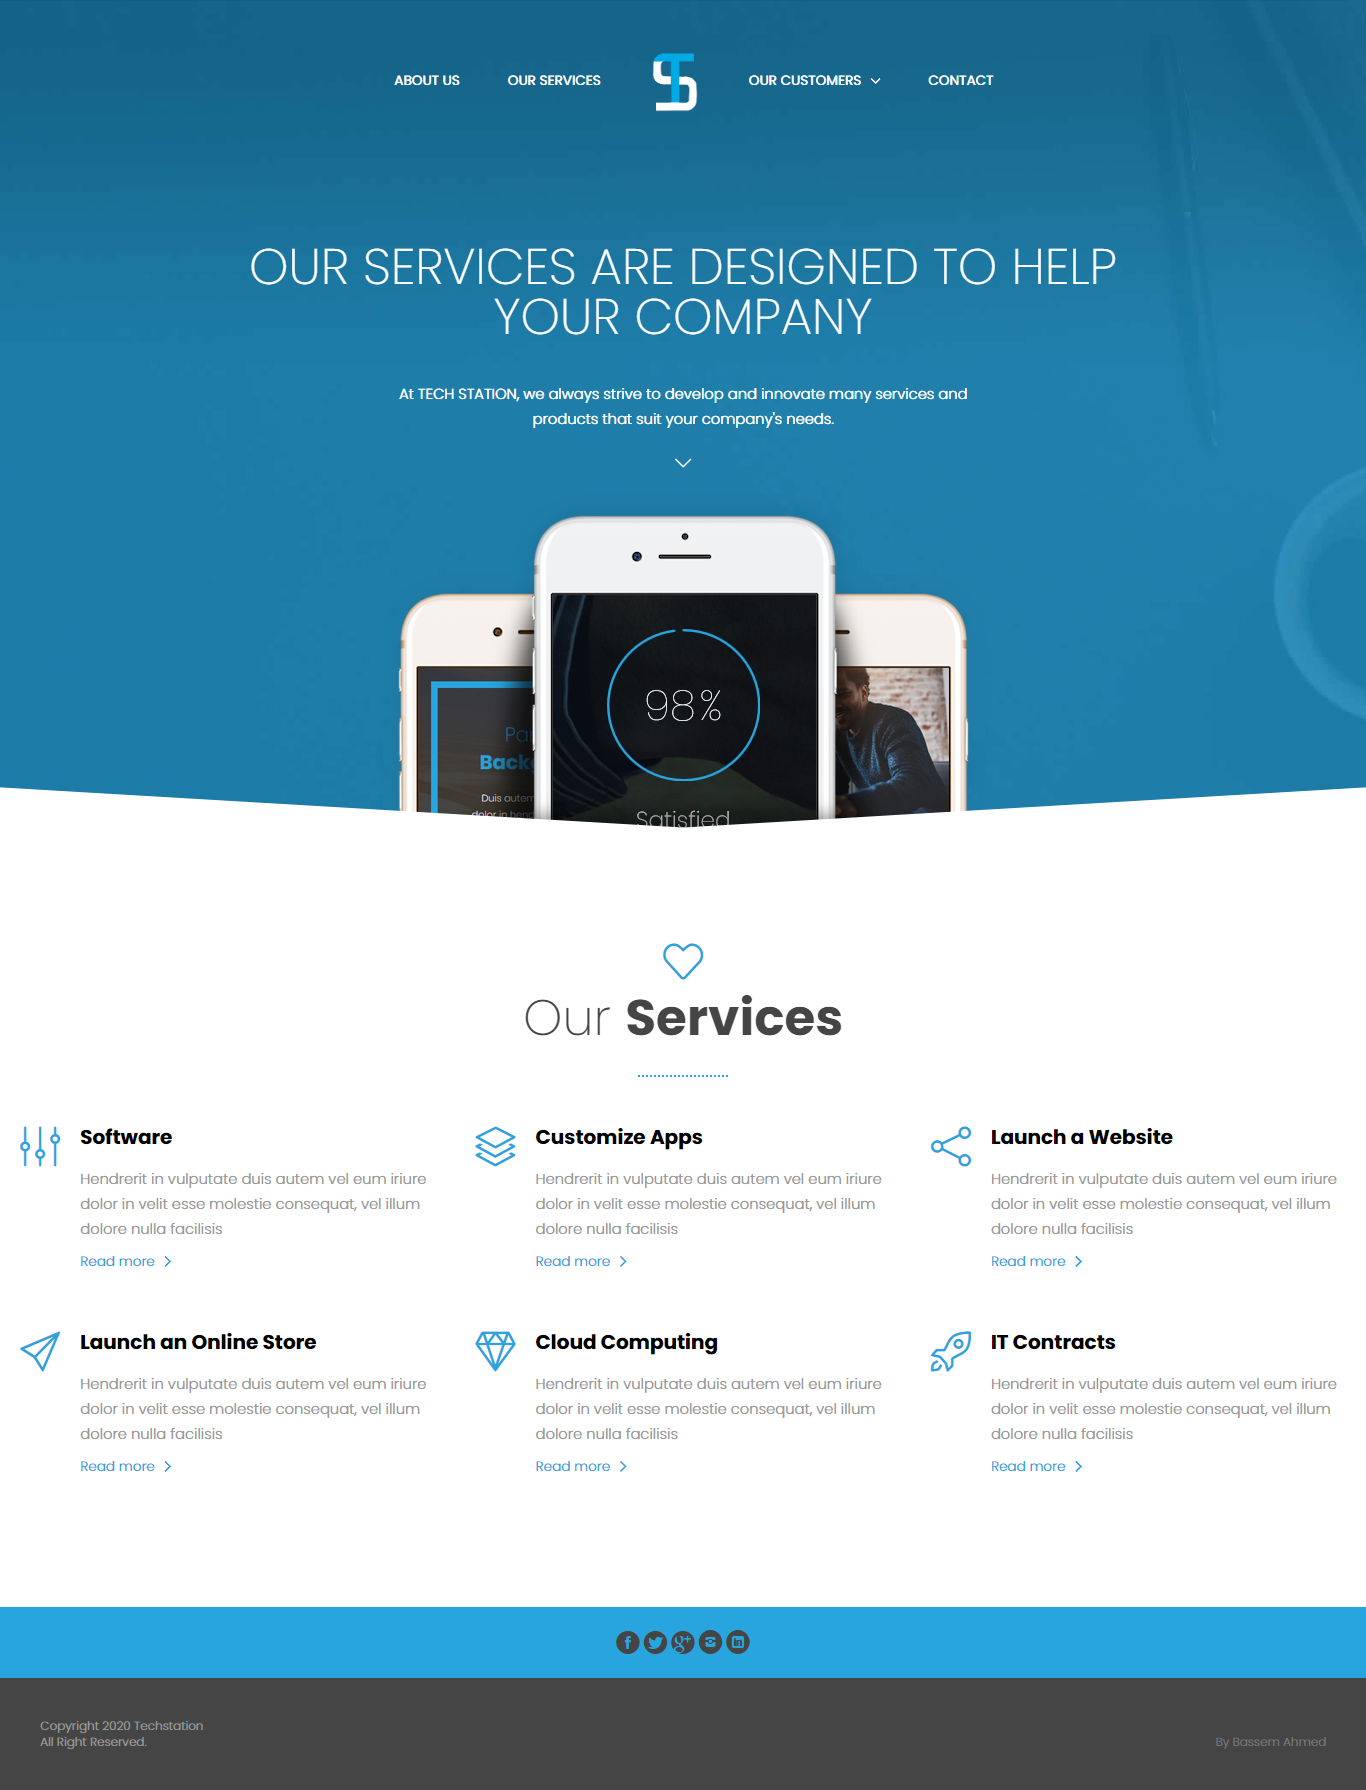 ABOUT US
OUR SERVICES
OUR CUSTOMERS
CONTACT
OUR SERVICES ARE DESIGNED TO HELP
YOUR COMPANY
At TECH STATION, we always strive to develop and innovate many services and
products that suit your company's needs.
98%
Satisfied
Duis autem
dolor in
Our Services
Software
Hendrerit in vulputate duis autem vel eum iriure
dolor in velit esse molestie consequat, vel illum
dolore nulla facilisis
Read more
Customize Apps
Hendrerit in vulputate duis autem vel eum iriure
dolor in velit esse molestie consequat, vel illum
dolore nulla facilisis
Read more
Launch a Website
Hendrerit in vulputate duis autem vel eum iriure
dolor in velit esse molestie consequat, vel illum
dolore nulla facilisis
Read more
Launch an Online Store
Hendrerit in vulputate duis autem vel eum iriure
dolor in velit esse molestie consequat, vel illum
dolore nulla facilisis
Read more
Cloud Computing
Hendrerit in vulputate duis autem vel eum iriure
dolor in velit esse molestie consequat, vel illum
dolore nulla facilisis
Read more
IT Contracts
Hendrerit in vulputate duis autem vel eum iriure
dolor in velit esse molestie consequat, vel illum
dolore nulla facilisis
Read more
Copyright 2020 Techstation
All Right Reserved.
By Bassem Ahmed